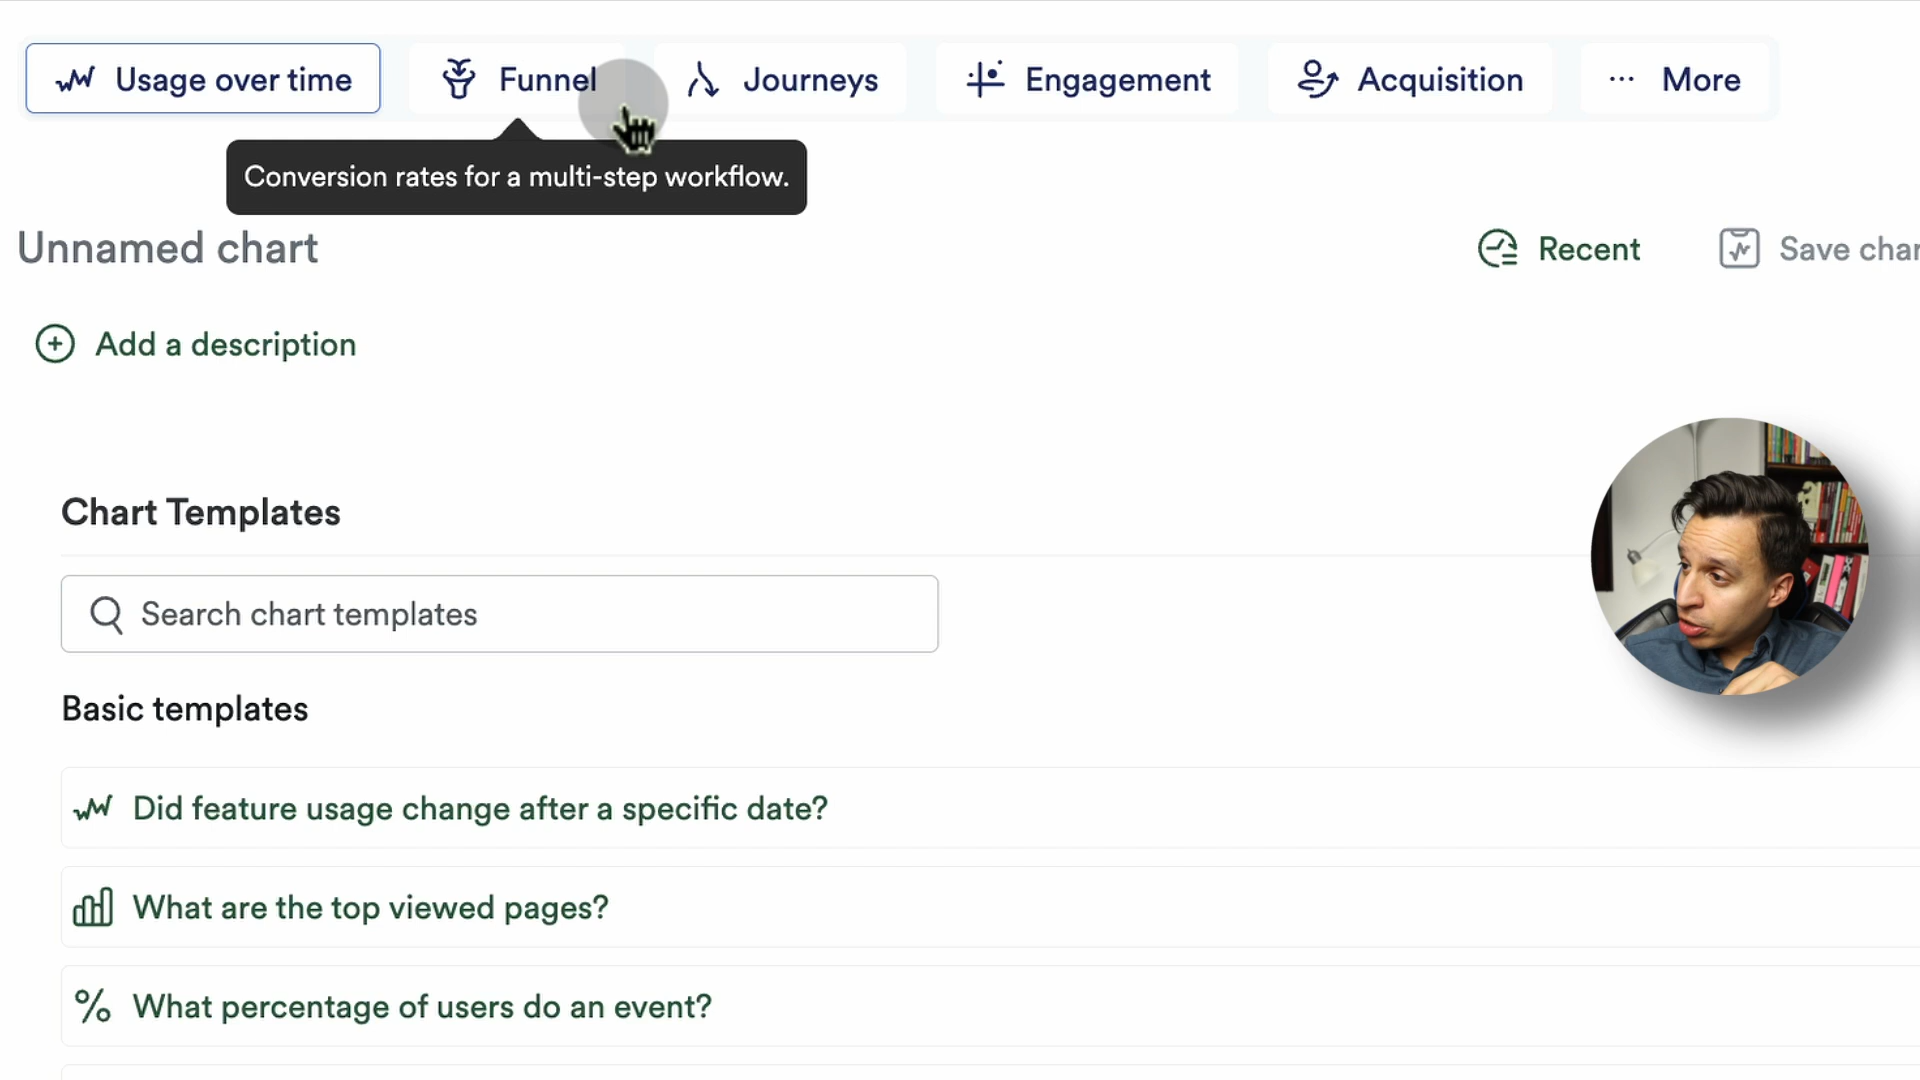 Usage over time
Funnel
Journeys
Engagement
Acquisition
··· More
Conversion rates for a multi-step workflow.
Unnamed chart
Recent
Save char
Add a description
Chart Templates
Search chart templates
Basic templates
Did feature usage change after a specific date?
What are the top viewed pages?
What percentage of users do an event?